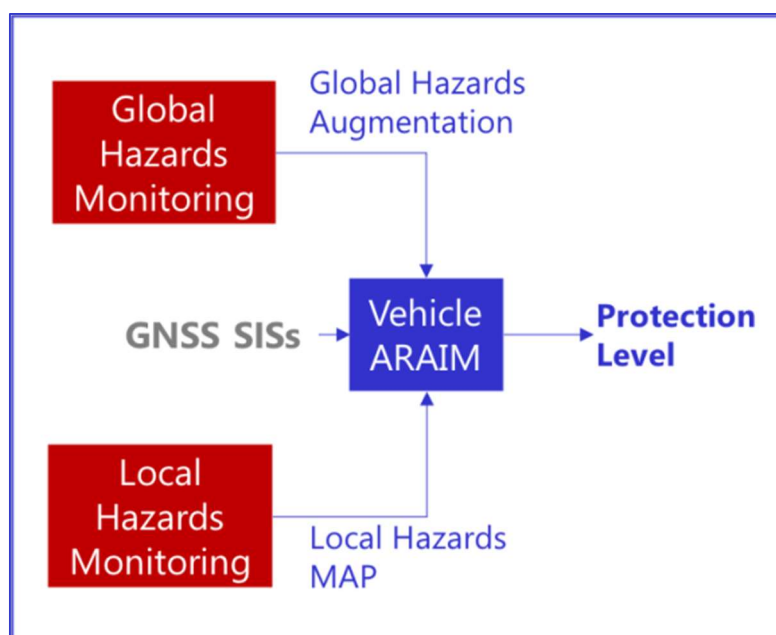 Global
Hazards
Monitoring
Global Hazards
Augmentation
GNSS SISs
Vehicle
ARAIM
Protection
Level
Local
Hazards
Monitoring
Local Hazards
MAP